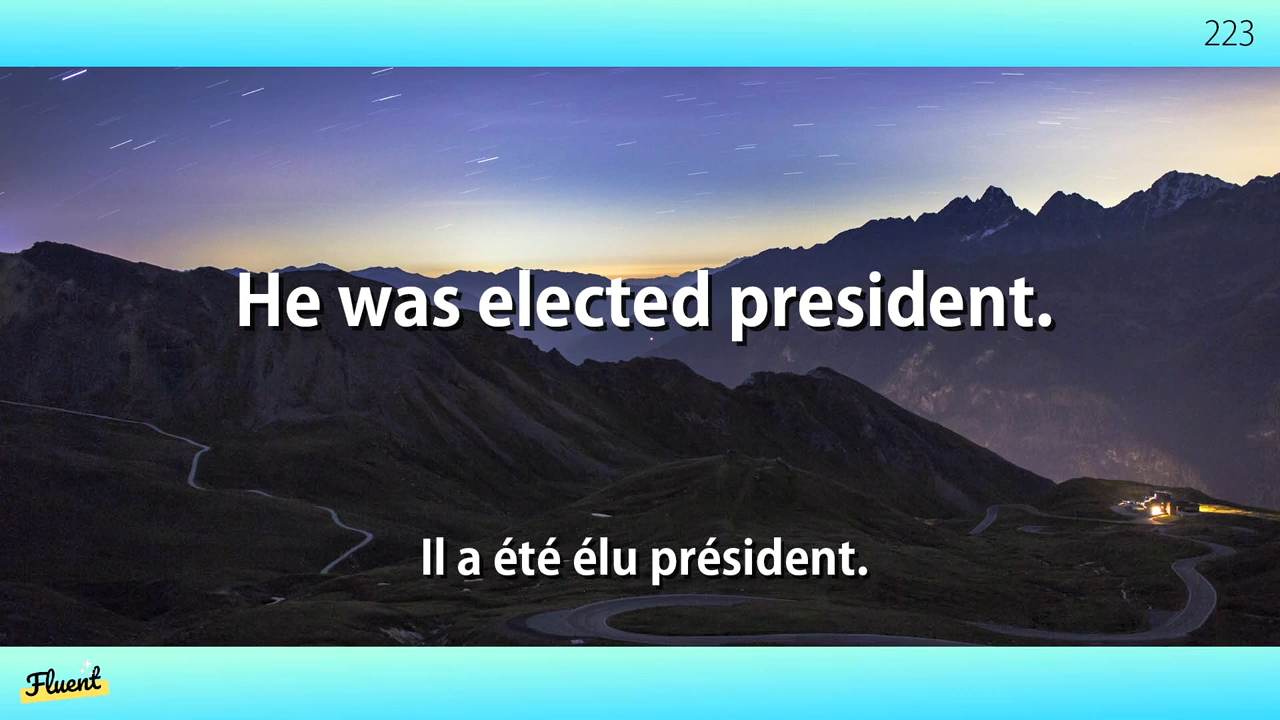 223
He was elected president.
Il a été élu président.
Fluent